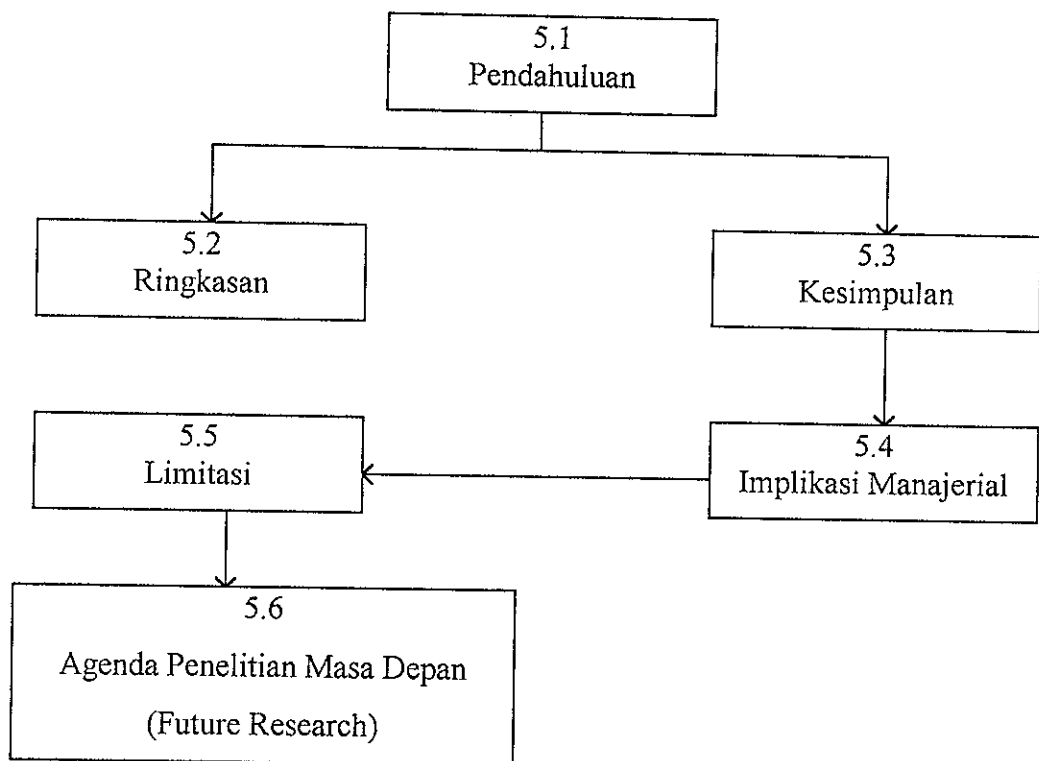 5.1
Pendahuluan
5.2
Ringkasan
5.3
Kesimpulan
5.5
Limitasi
5.4
Implikasi Manajerial
5.6
Agenda Penelitian Masa Depan
(Future Research)